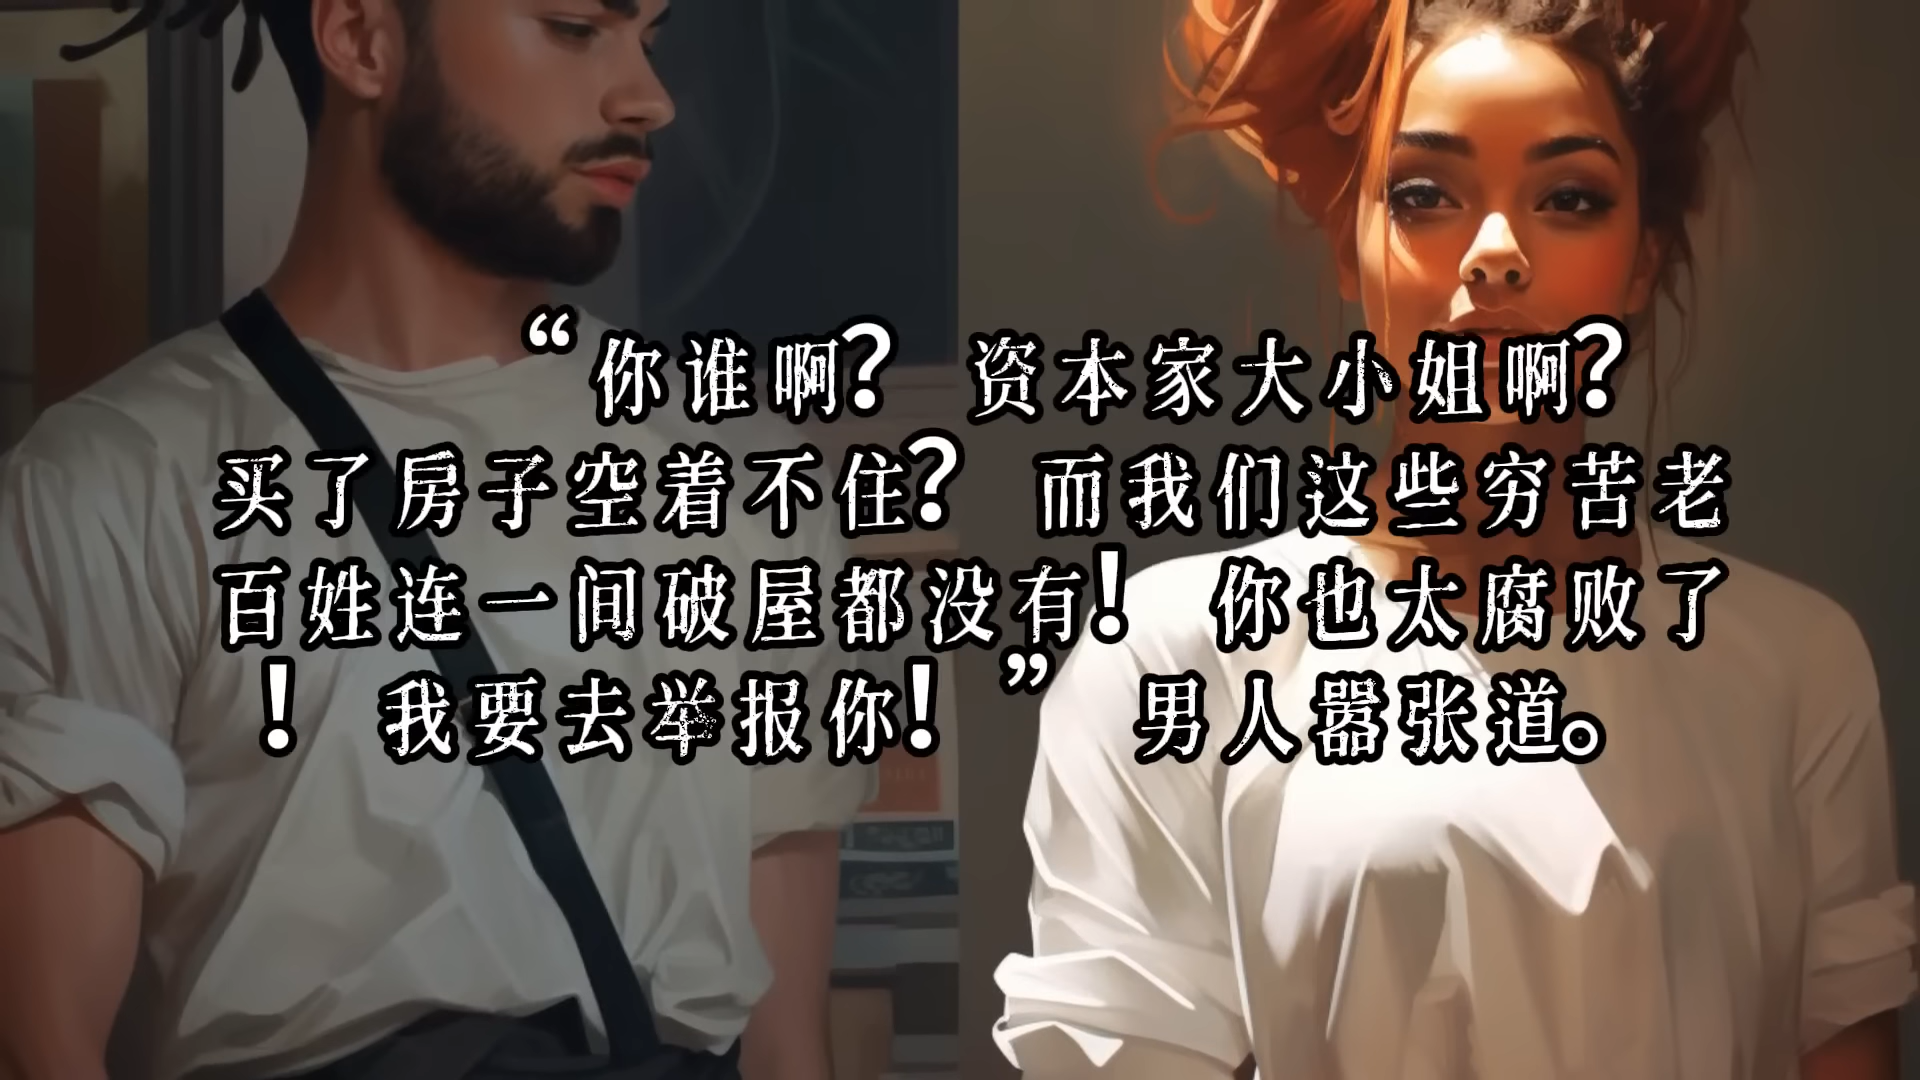 “你谁啊？ 资本家大小姐啊？
买了房子空着不住？ 而我们这些穷苦老
百姓连一间破屋都没有！ 你也太腐败了
！ 我要去举报你！” 男人嚣张道。